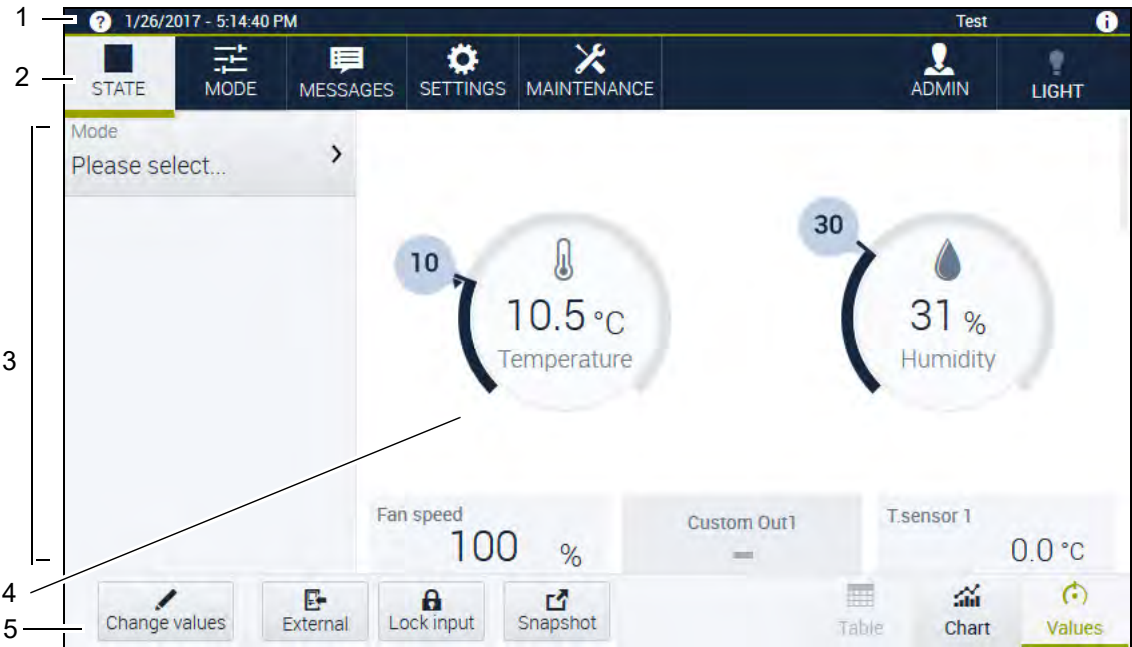 1
1/26/2017 - 5:14:40 PM
Test
2
STATE
MODE
MESSAGES
SETTINGS
MAINTENANCE
ADMIN
LIGHT
3
Mode
Please select...
10
10.5 °C
Temperature
30
31 %
Humidity
Fan speed
100 %
Custom Out1
T.sensor 1
0.0 °C
4
5
Change values
External
Lock input
Snapshot
Table
Chart
Values